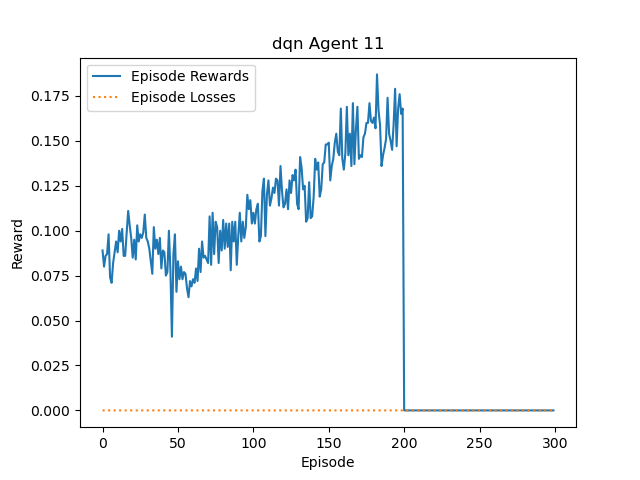 dqn Agent 11
Episode Rewards
Episode Losses
0.175
0.150
0.125
0.100
0.075
0.050
0.025
0.000
Reward
0 50 100 150 200 250 300
Episode